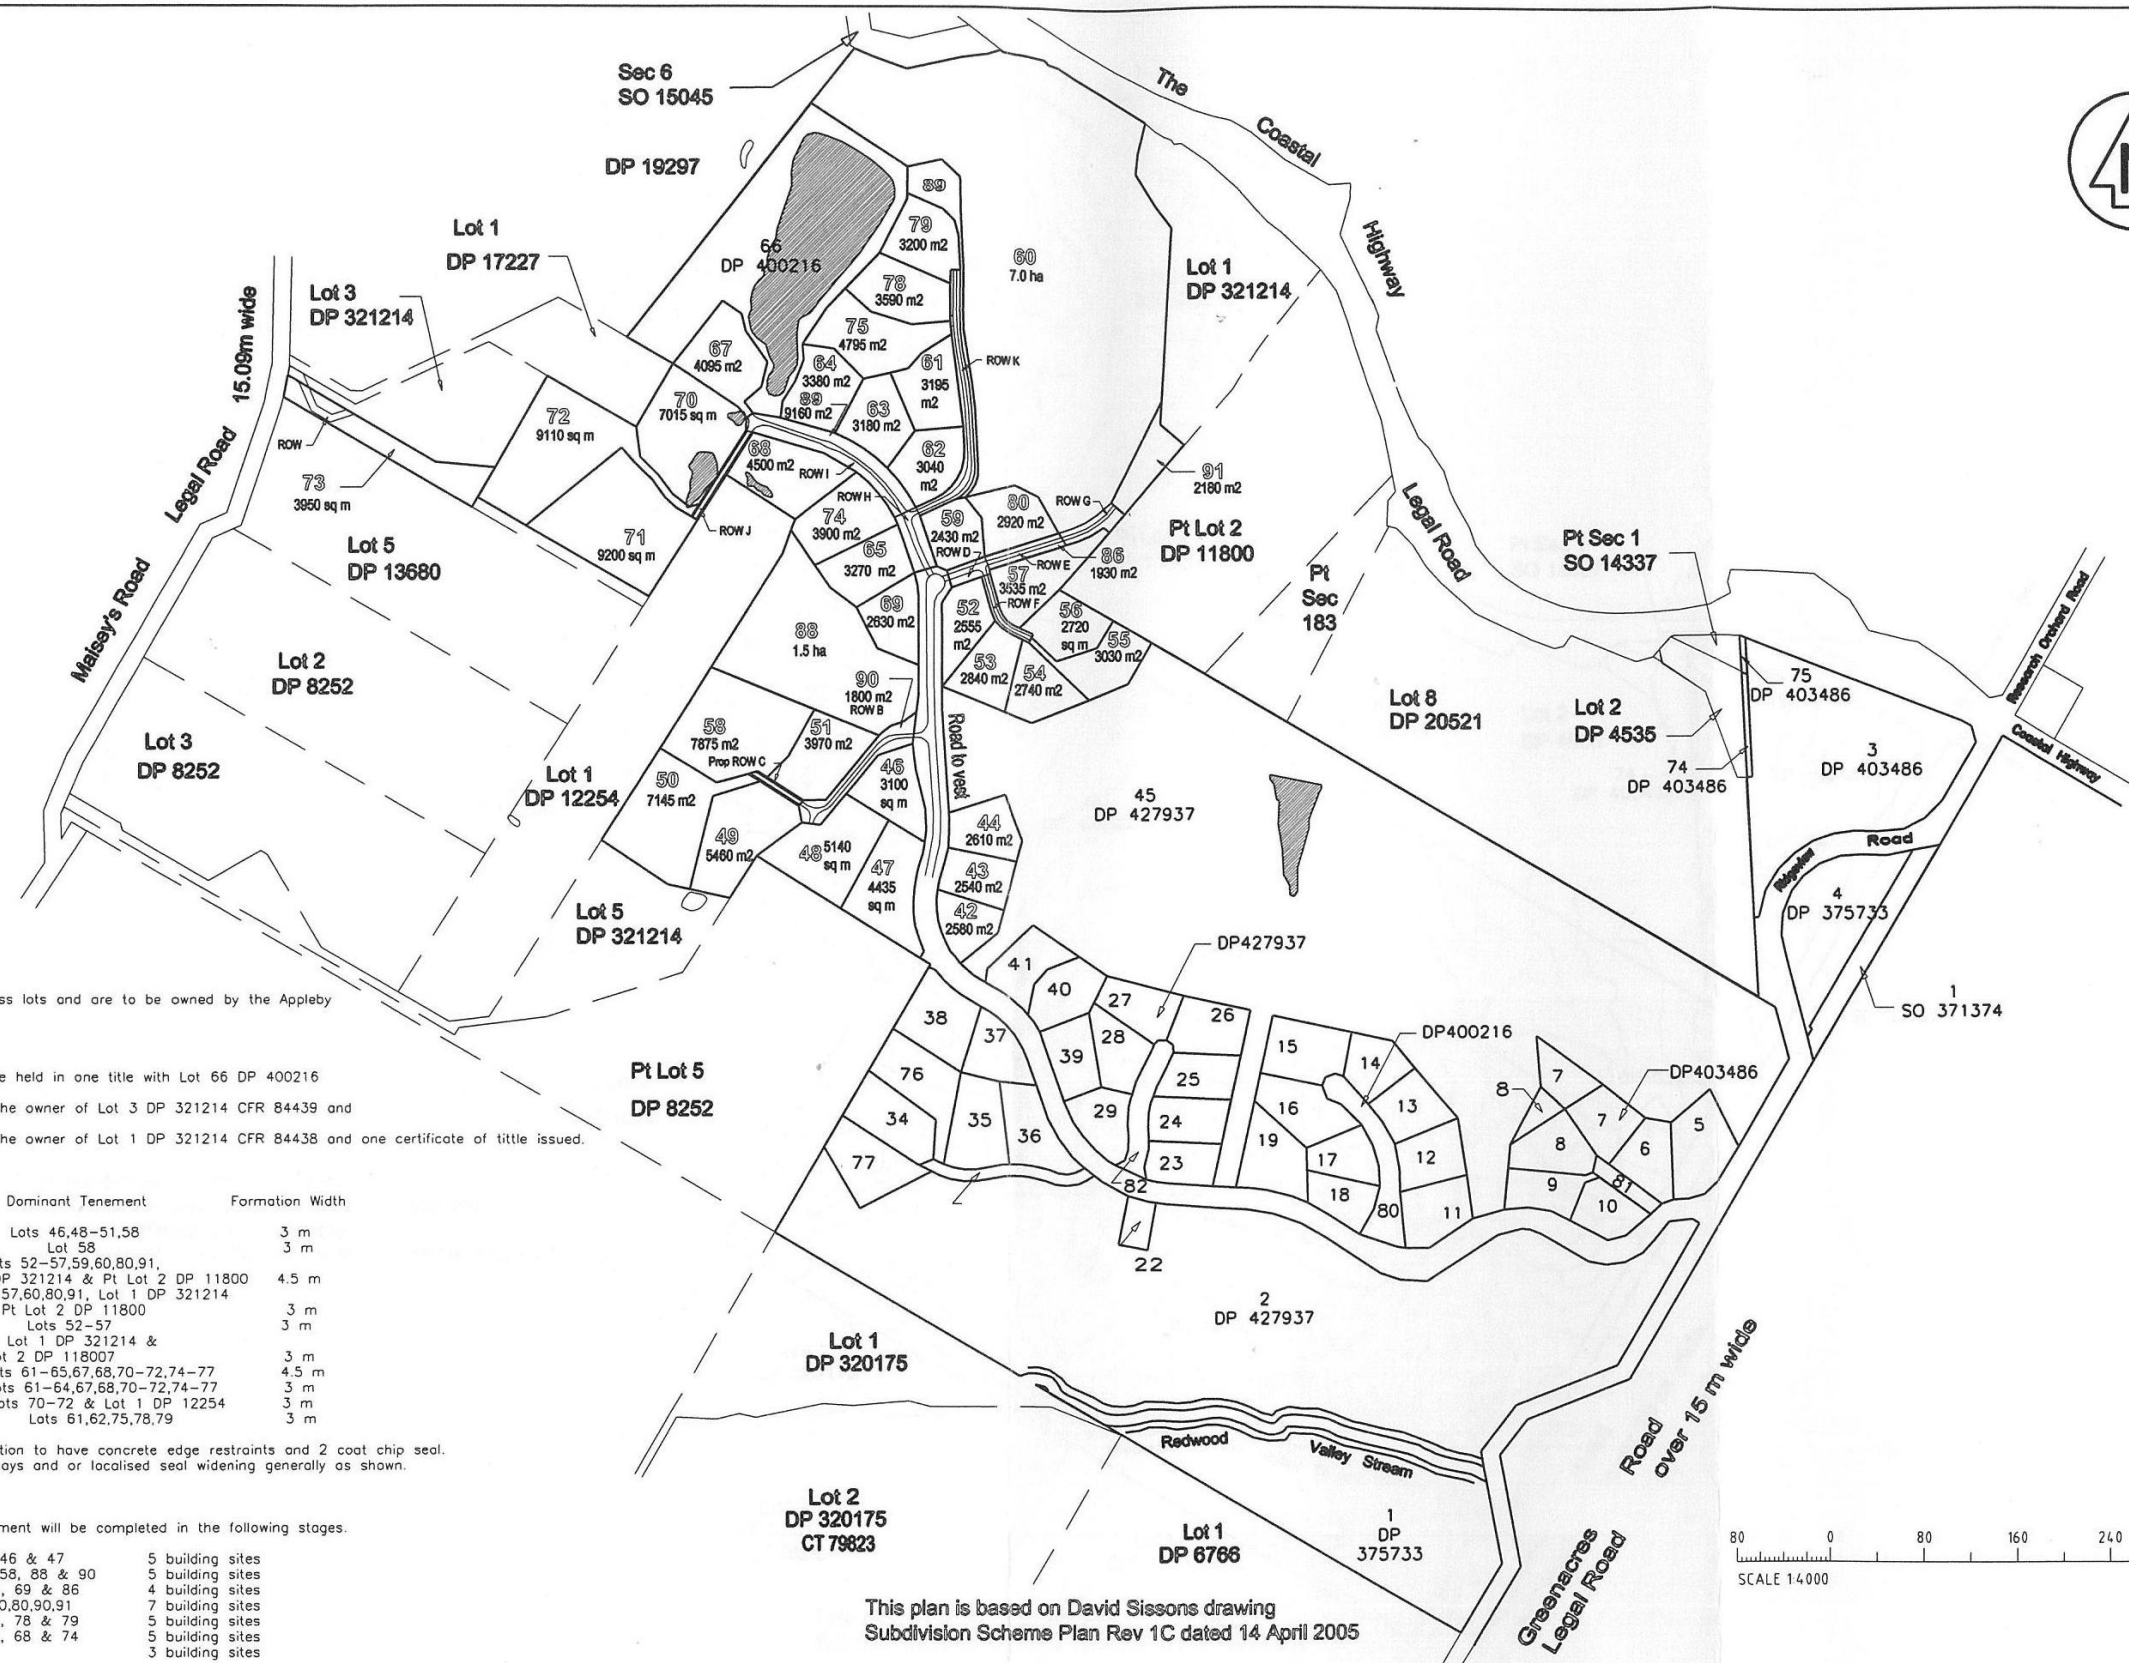 The
Coastal
Highway
Sec 6
SO 15045
DP 19297
Lot 1
DP 17227
Lot 3
DP 321214
15.09m wide
Legal Road
Maisey's Road
66
DP 400216
89
79
3200 m2
78
3590 m2
75
4795 m2
60
7.0 ha
Lot 1
DP 321214
67
4095 m2
64
3380 m2
61
3195
m2
ROW K
89
9160 m2
63
3180 m2
70
7015 sq m
72
9110 sq m
ROW
73
3950 sq m
62
3040
m2
68
4500 m2
ROW I
ROW H
91
2180 m2
71
9200 sq m
ROW J
74
3900 m2
65
3270 m2
59
2430 m2
ROW D
80
2920 m2
ROW G
ROW E
86
1930 m2
Pt Lot 2
DP 11800
57
3535 m2
ROW F
Lot 5
DP 13680
Pt
Sec
183
Legal Road
Pt Sec 1
SO 14337
Research Orchard Road
Coastal Highway
69
2630 m2
52
2555
m2
56
2720
sq m
55
3030 m2
53
2840 m2
54
2740 m2
88
1.5 ha
90
1800 m2
ROW B
Lot 2
DP 8252
Lot 3
DP 8252
58
7875 m2
51
3970 m2
Prop ROW C
Road to vest
46
3100
sq m
50
7145 m2
49
5460 m2
48
5140
sq m
47
4435
sq m
44
2610 m2
43
2540 m2
42
2580 m2
Lot 1
DP 12254
Lot 5
DP 321214
45
DP 427937
Lot 8
DP 20521
Lot 2
DP 4535
75
DP 403486
74
DP 403486
3
DP 403486
Ridgeview
Road
4
DP 375733
1
SO 371374
DP427937
41
40
27
26
38
37
39
28
25
76
34
35
36
29
24
23
77
82
22
15
14
DP400216
16
13
19
17
12
18
80
11
8
7
DP403486
7
5
8
6
9
81
10
Pt Lot 5
DP 8252
2
DP 427937
Lot 1
DP 320175
Redwood
Valley Stream
Road
over 15 m wide
Lot 2
DP 320175
CT 79823
Lot 1
DP 6766
1
DP
375733
Greenacres
Legal Road
80 0 80 160 240
SCALE 1:4000
This plan is based on David Sissons drawing
Subdivision Scheme Plan Rev 1C dated 14 April 2005
ss lots and are to be owned by the Appleby
e held in one title with Lot 66 DP 400216
he owner of Lot 3 DP 321214 CFR 84439 and
he owner of Lot 1 DP 321214 CFR 84438 and one certificate of tittle issued.
Dominant Tenement Formation Width
Lots 46,48-51,58 3 m
Lot 58 3 m
ts 52-57,59,60,80,91,
P 321214 & Pt Lot 2 DP 11800 4.5 m
57,60,80,91, Lot 1 DP 321214
Pt Lot 2 DP 11800 3 m
Lots 52-57 3 m
Lot 1 DP 321214 &
t 2 DP 118007 3 m
ts 61-65,67,68,70-72,74-77 4.5 m
ots 61-64,67,68,70-72,74-77 3 m
ots 70-72 & Lot 1 DP 12254 3 m
Lots 61,62,75,78,79 3 m
tion to have concrete edge restraints and 2 coat chip seal.
ays and or localised seal widening generally as shown.
ment will be completed in the following stages.
46 & 47 5 building sites
58, 88 & 90 5 building sites
, 69 & 86 4 building sites
0,80,90,91 7 building sites
, 78 & 79 5 building sites
, 68 & 74 5 building sites
3 building sites